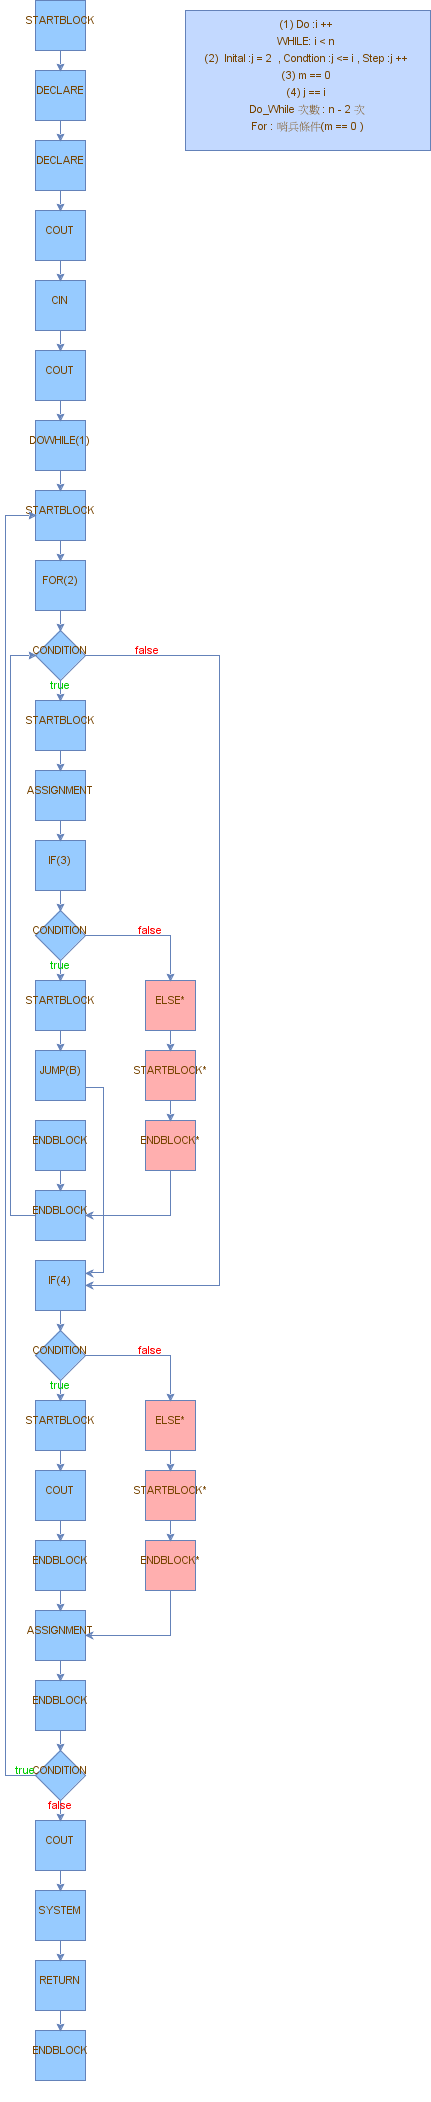 STARTBLOCK
(1) Do :i ++
WHILE: i < n
(2) Inital :j = 2 , Condtion :j <= i , Step :j ++
(3) m == 0
(4) j == i
Do_While 次數 : n - 2 次
For : 哨兵條件(m == 0 )
DECLARE
DECLARE
COUT
CIN
COUT
DOWHILE(1)
STARTBLOCK
FOR(2)
CONDITION
false
true
STARTBLOCK
ASSIGNMENT
IF(3)
CONDITION
false
true
STARTBLOCK
ELSE*
JUMP(B)
STARTBLOCK*
ENDBLOCK
ENDBLOCK*
ENDBLOCK
IF(4)
CONDITION
false
true
STARTBLOCK
ELSE*
COUT
STARTBLOCK*
ENDBLOCK
ENDBLOCK*
ASSIGNMENT
ENDBLOCK
true
CONDITION
false
COUT
SYSTEM
RETURN
ENDBLOCK